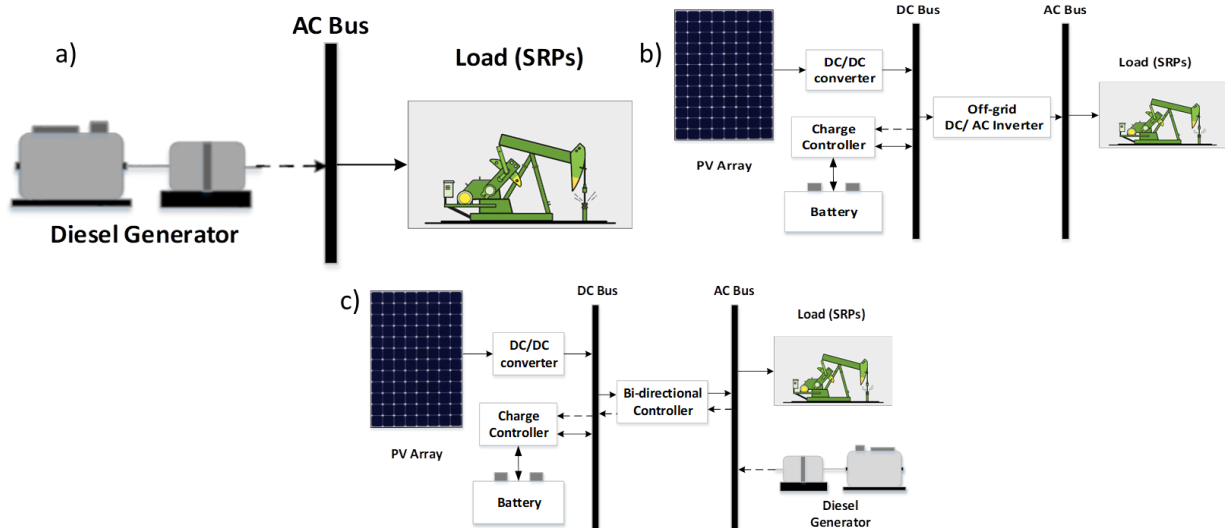 a)
AC Bus
Load (SRPs)
Diesel Generator
b)
DC Bus
AC Bus
DC/DC
converter
Load (SRPs)
Off-grid
DC/ AC Inverter
Charge
Controller
PV Array
Battery
c)
DC Bus
AC Bus
Load (SRPs)
DC/DC
converter
Bi-directional
Controller
Charge
Controller
PV Array
Battery
Diesel
Generator